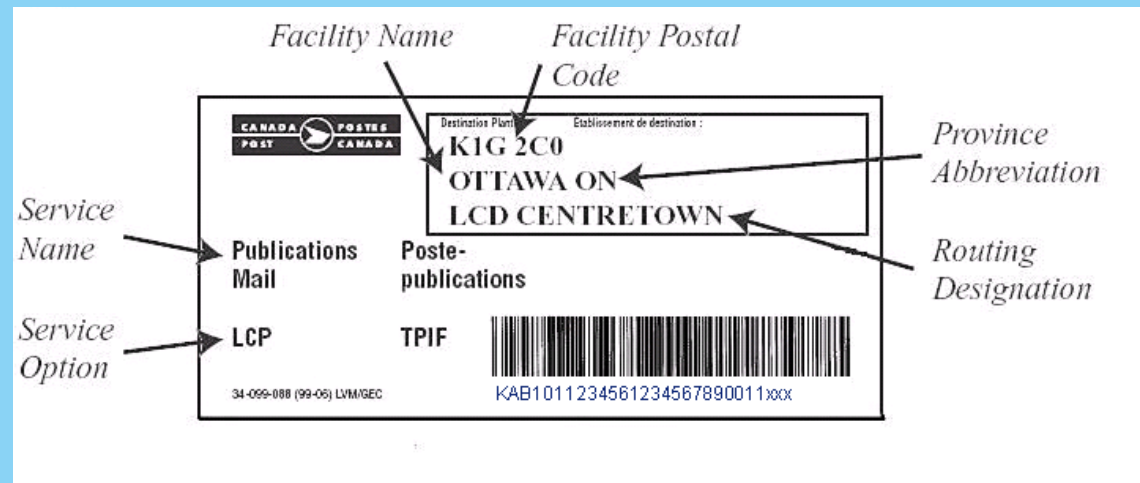 Facility Name
Facility Postal
Code
CANADA POSTES
POST CANADA
Destination Plant : Établissement de destination :
K1G 2C0
OTTAWA ON
LCD CENTRETOWN
Province
Abbreviation
Service
Name
Publications Poste-
Mail publications
Routing
Designation
Service
Option
LCP TPIF
34-099-088 (99-06) LVM/GEC
KAB1011234561234567890011xxx